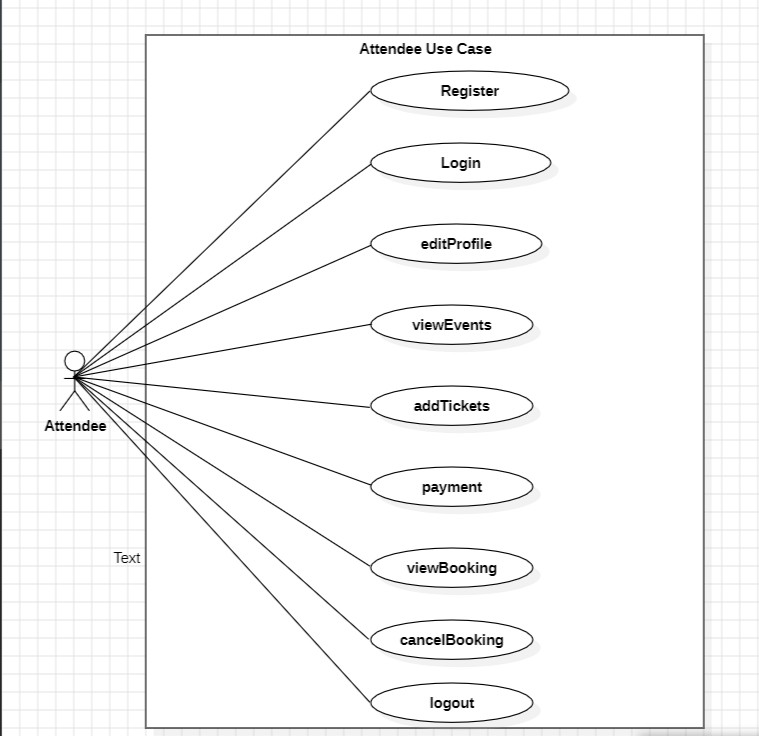 Attendee Use Case
Register
Login
editProfile
viewEvents
addTickets
Attendee
payment
Text
viewBooking
cancelBooking
logout